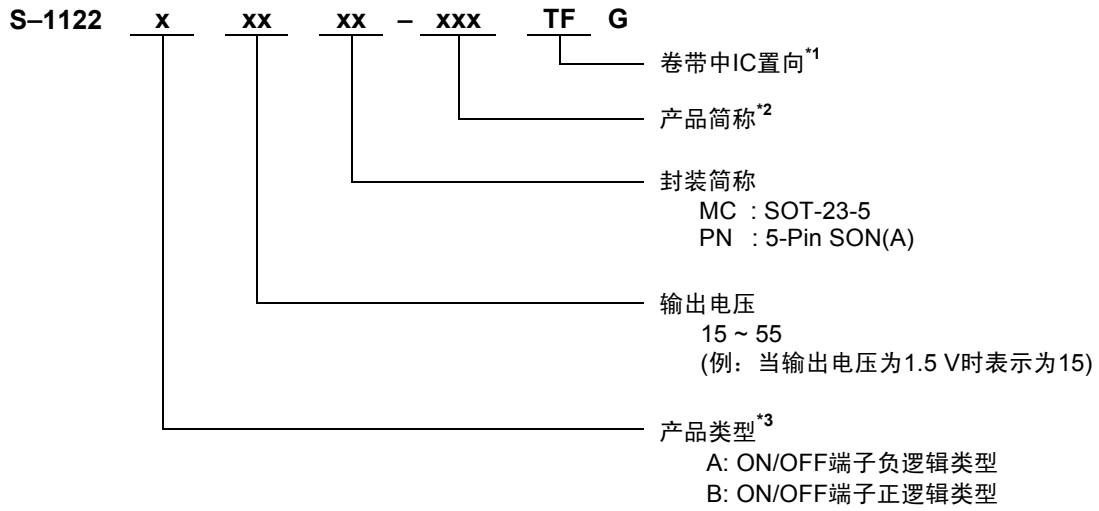 S–1122 x xx xx – xxx TF G
卷带中IC置向*1
产品简称*2
封装简称
MC : SOT-23-5
PN : 5-Pin SON(A)
输出电压
15 ~ 55
(例：当输出电压为1.5 V时表示为15)
产品类型*3
A: ON/OFF端子负逻辑类型
B: ON/OFF端子正逻辑类型